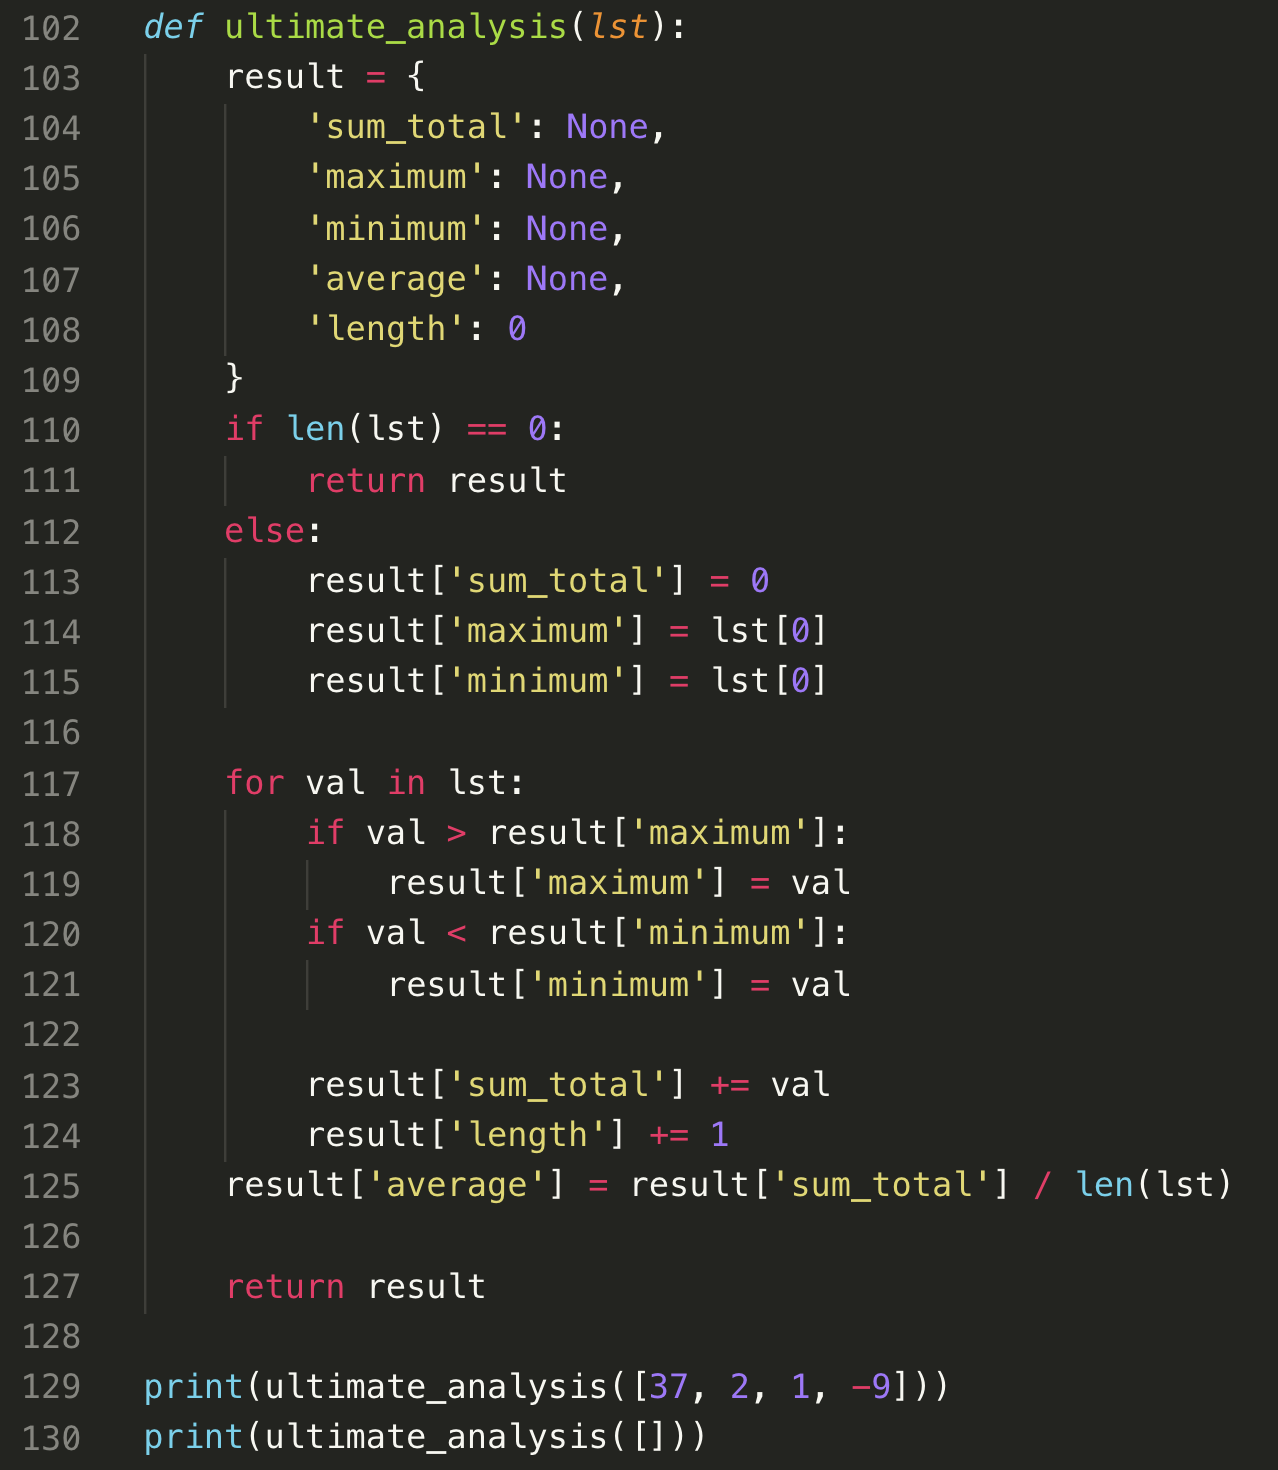 102 def ultimate_analysis(lst):
103     result = {
104         'sum_total': None,
105         'maximum': None,
106         'minimum': None,
107         'average': None,
108         'length': 0
109     }
110     if len(lst) == 0:
111         return result
112     else:
113         result['sum_total'] = 0
114         result['maximum'] = lst[0]
115         result['minimum'] = lst[0]
116
117     for val in lst:
118         if val > result['maximum']:
119             result['maximum'] = val
120         if val < result['minimum']:
121             result['minimum'] = val
122
123         result['sum_total'] += val
124         result['length'] += 1
125     result['average'] = result['sum_total'] / len(lst)
126
127     return result
128
129 print(ultimate_analysis([37, 2, 1, -9]))
130 print(ultimate_analysis([]))